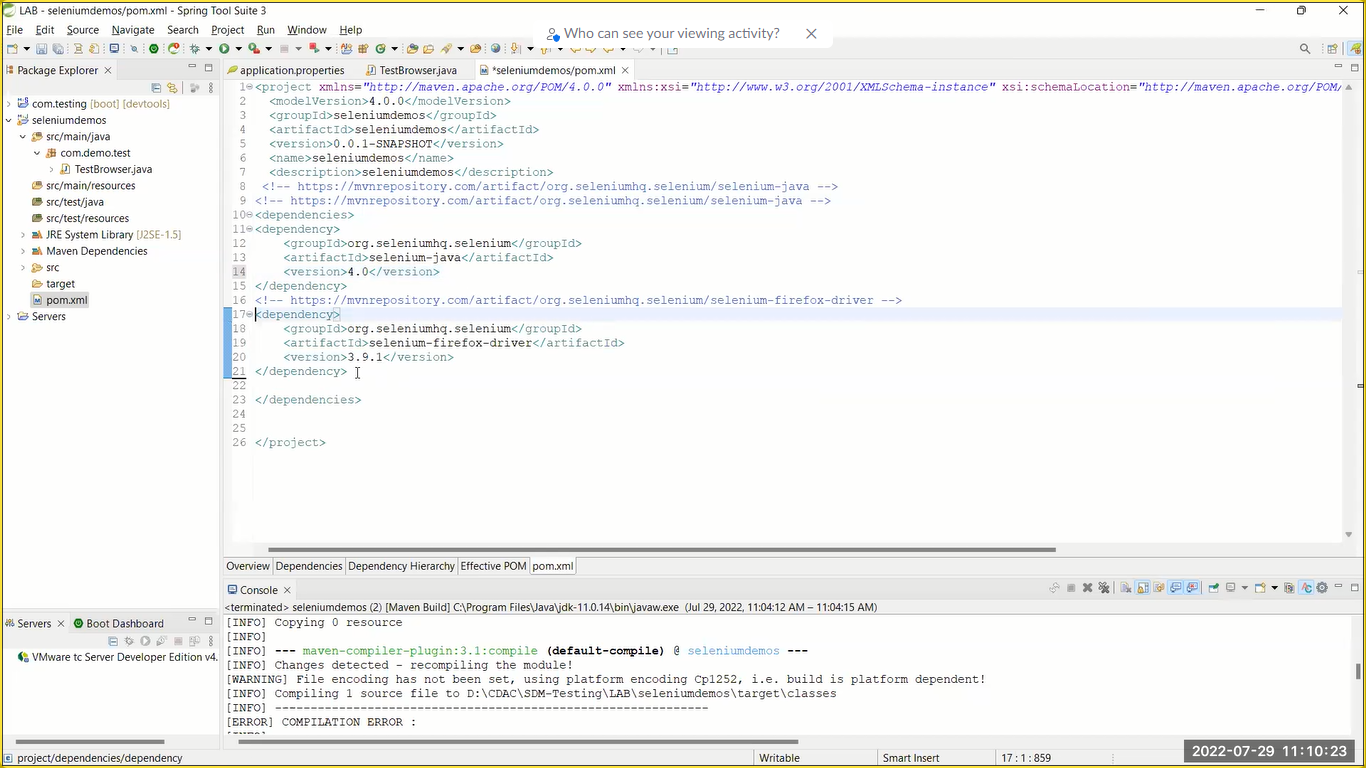 LAB - seleniumdemos/pom.xml - Spring Tool Suite 3
File Edit Source Navigate Search Project Run Window Help
Who can see your viewing activity?
Package Explorer
application.properties TestBrowser.java *seleniumdemos/pom.xml
com.testing [boot] [devtools]
seleniumdemos
src/main/java
com.demo.test
TestBrowser.java
src/main/resources
src/test/java
src/test/resources
JRE System Library [J2SE-1.5]
Maven Dependencies
src
target
pom.xml
Servers
1 <project xmlns="http://maven.apache.org/POM/4.0.0" xmlns:xsi="http://www.w3.org/2001/XMLSchema-instance" xsi:schemaLocation="http://maven.apache.org/POM/
2 <modelVersion>4.0.0</modelVersion>
3 <groupId>seleniumdemos</groupId>
4 <artifactId>seleniumdemos</artifactId>
5 <version>0.0.1-SNAPSHOT</version>
6 <name>seleniumdemos</name>
7 <description>seleniumdemos</description>
8 <!-- https://mvnrepository.com/artifact/org.seleniumhq.selenium/selenium-java -->
9 <!-- https://mvnrepository.com/artifact/org.seleniumhq.selenium/selenium-java -->
10 <dependencies>
11 <dependency>
12 <groupId>org.seleniumhq.selenium</groupId>
13 <artifactId>selenium-java</artifactId>
14 <version>4.0</version>
15 </dependency>
16 <!-- https://mvnrepository.com/artifact/org.seleniumhq.selenium/selenium-firefox-driver -->
17 <dependency>
18 <groupId>org.seleniumhq.selenium</groupId>
19 <artifactId>selenium-firefox-driver</artifactId>
20 <version>3.9.1</version>
21 </dependency>
22
23 </dependencies>
24
25
26 </project>
Overview Dependencies Dependency Hierarchy Effective POM pom.xml
Console
<terminated> seleniumdemos (2) [Maven Build] C:\Program Files\Java\jdk-11.0.14\bin\javaw.exe (Jul 29, 2022, 11:04:12 AM – 11:04:15 AM)
[INFO] Copying 0 resource
[INFO]
[INFO] --- maven-compiler-plugin:3.1:compile (default-compile) @ seleniumdemos ---
[INFO] Changes detected - recompiling the module!
[WARNING] File encoding has not been set, using platform encoding Cp1252, i.e. build is platform dependent!
[INFO] Compiling 1 source file to D:\CDAC\SDM-Testing\LAB\seleniumdemos\target\classes
[INFO] -------------------------------------------------------------
[ERROR] COMPILATION ERROR :
Servers Boot Dashboard
VMware tc Server Developer Edition v4.
project/dependencies/dependency Writable Smart Insert 17 : 1 : 859
2022-07-29 11:10:23